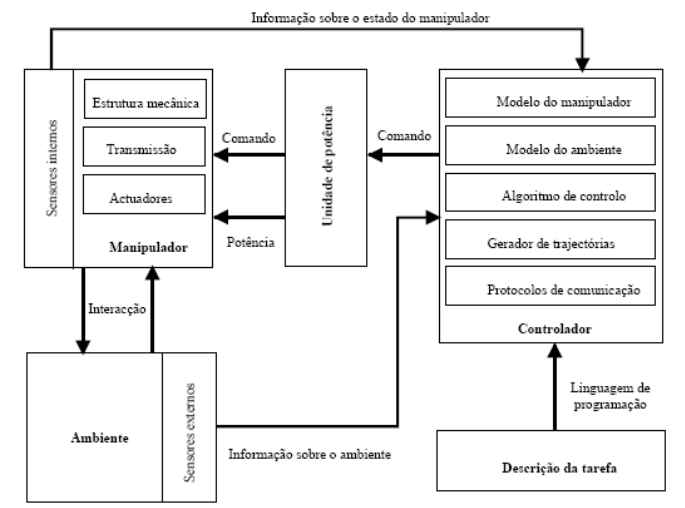 Informação sobre o estado do manipulador
Sensores internos
Estrutura mecânica
Transmissão
Actuadores
Manipulador
Comando
Potência
Unidade de potência
Comando
Modelo do manipulador
Modelo do ambiente
Algoritmo de controlo
Gerador de trajectórias
Protocolos de comunicação
Controlador
Interacção
Ambiente
Sensores externos
Informação sobre o ambiente
Linguagem de
programação
Descrição da tarefa